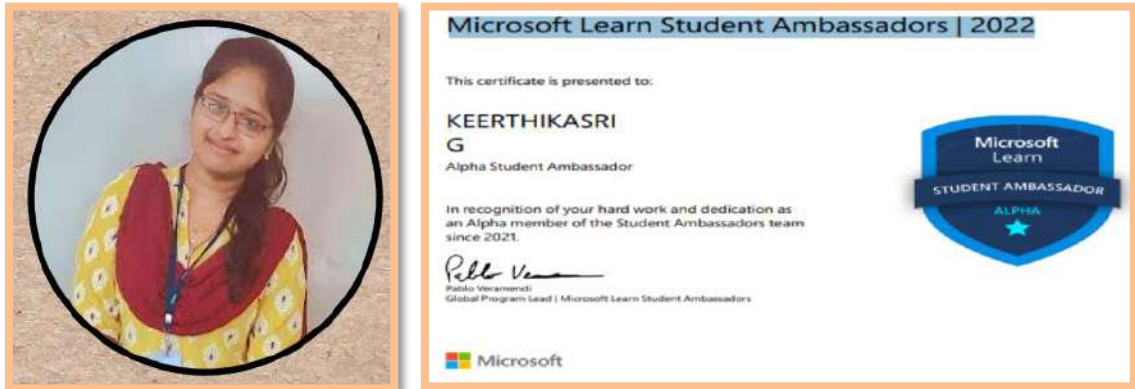 Microsoft Learn Student Ambassadors | 2022
This certificate is presented to:
KEERTHIKASRI
G
Alpha Student Ambassador
In recognition of your hard work and dedication as
an Alpha member of the Student Ambassadors team
since 2021.
Pablo Veramendi
Global Program Lead | Microsoft Learn Student Ambassadors
Microsoft
Microsoft
Learn
STUDENT AMBASSADOR
ALPHA